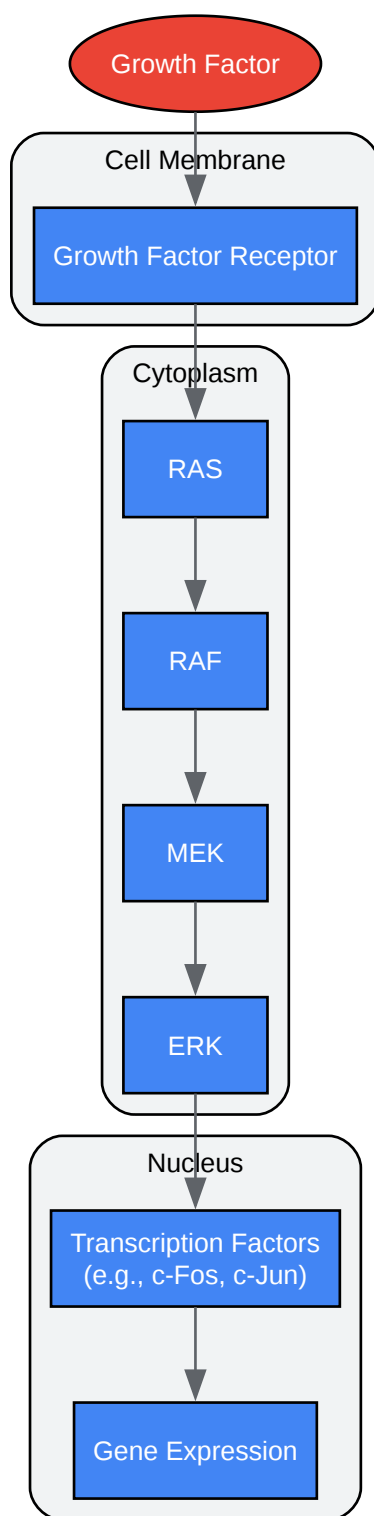 Growth Factor
Cell Membrane
Growth Factor Receptor
Cytoplasm
RAS
RAF
MEK
ERK
Nucleus
Transcription Factors
(e.g., c-Fos, c-Jun)
Gene Expression